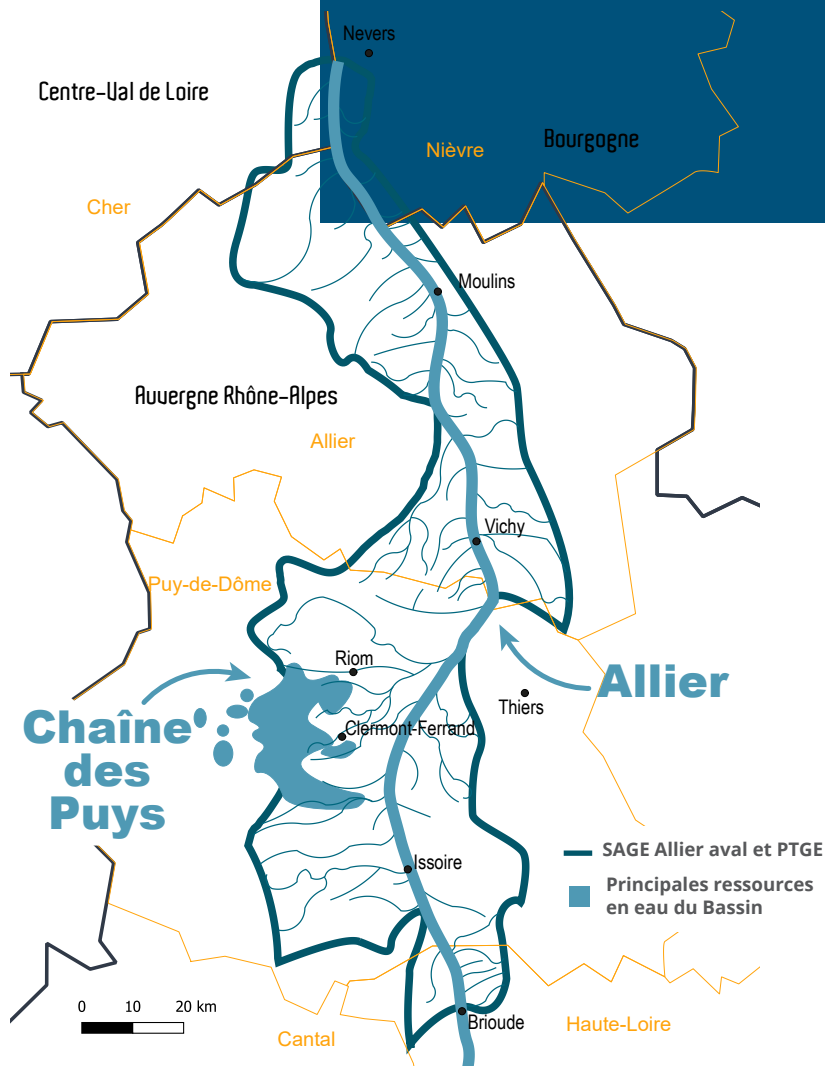 Nevers
Centre-Val de Loire
Bourgogne
Nièvre
Cher
Moulins
Auvergne Rhône-Alpes
Allier
Vichy
Puy-de-Dôme
Riom
Allier
Thiers
Chaîne
des
Puys
Clermont-Ferrand
SAGE Allier aval et PTGE
Issoire
Principales ressources
en eau du Bassin
0 10 20 km
Brioude
Haute-Loire
Cantal